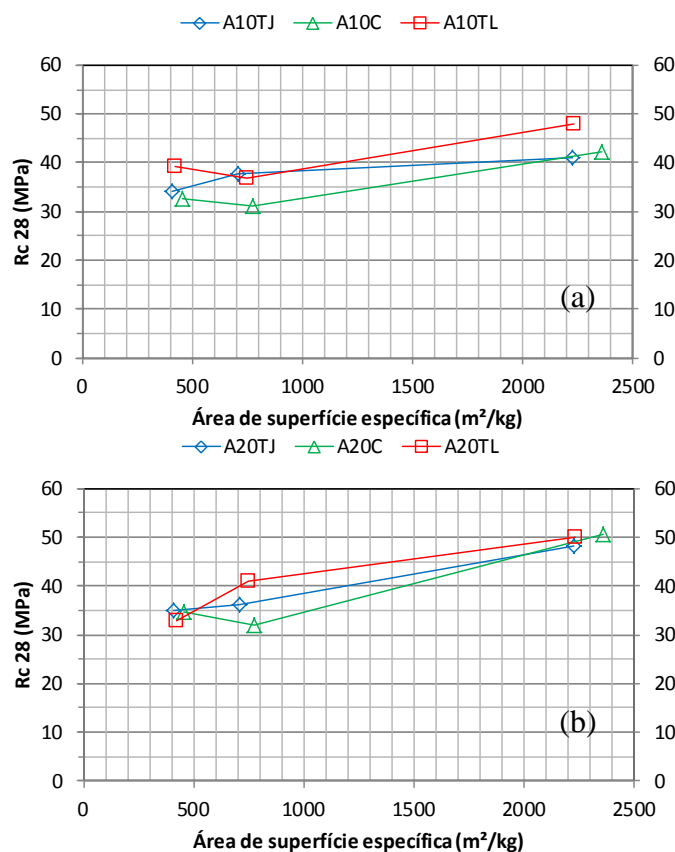 A10TJ A10C A10TL
60 60
50 50
40 40
30 30
20 20
10 10
0 0
Rc 28 (MPa)
(a)
0 500 1000 1500 2000 2500
Área de superfície específica (m²/kg)
A20TJ A20C A20TL
60 60
50 50
40 40
30 30
20 20
10 10
0 0
Rc 28 (MPa)
(b)
0 500 1000 1500 2000 2500
Área de superfície específica (m²/kg)